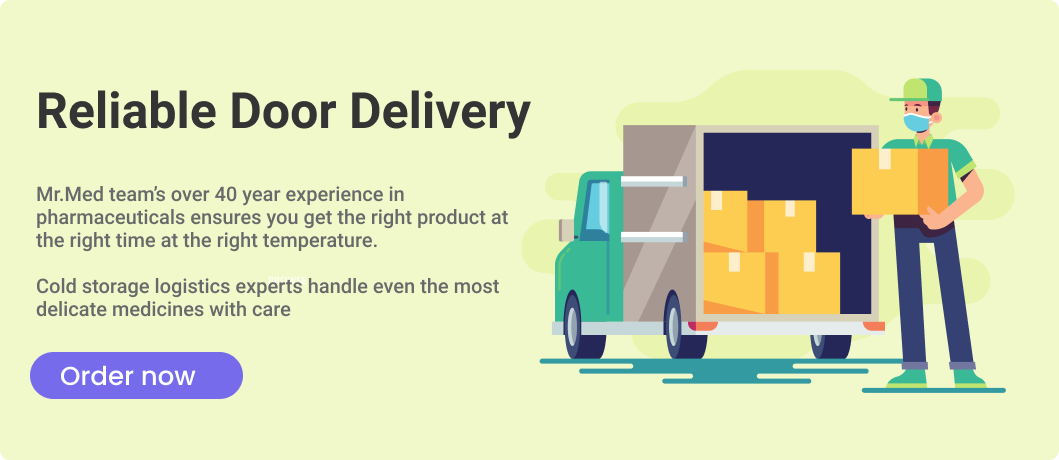 Reliable Door Delivery
Mr.Med team's over 40 year experience in
pharmaceuticals ensures you get the right product at
the right time at the right temperature.
Cold storage logistics experts handle even the most
delicate medicines with care
Order now